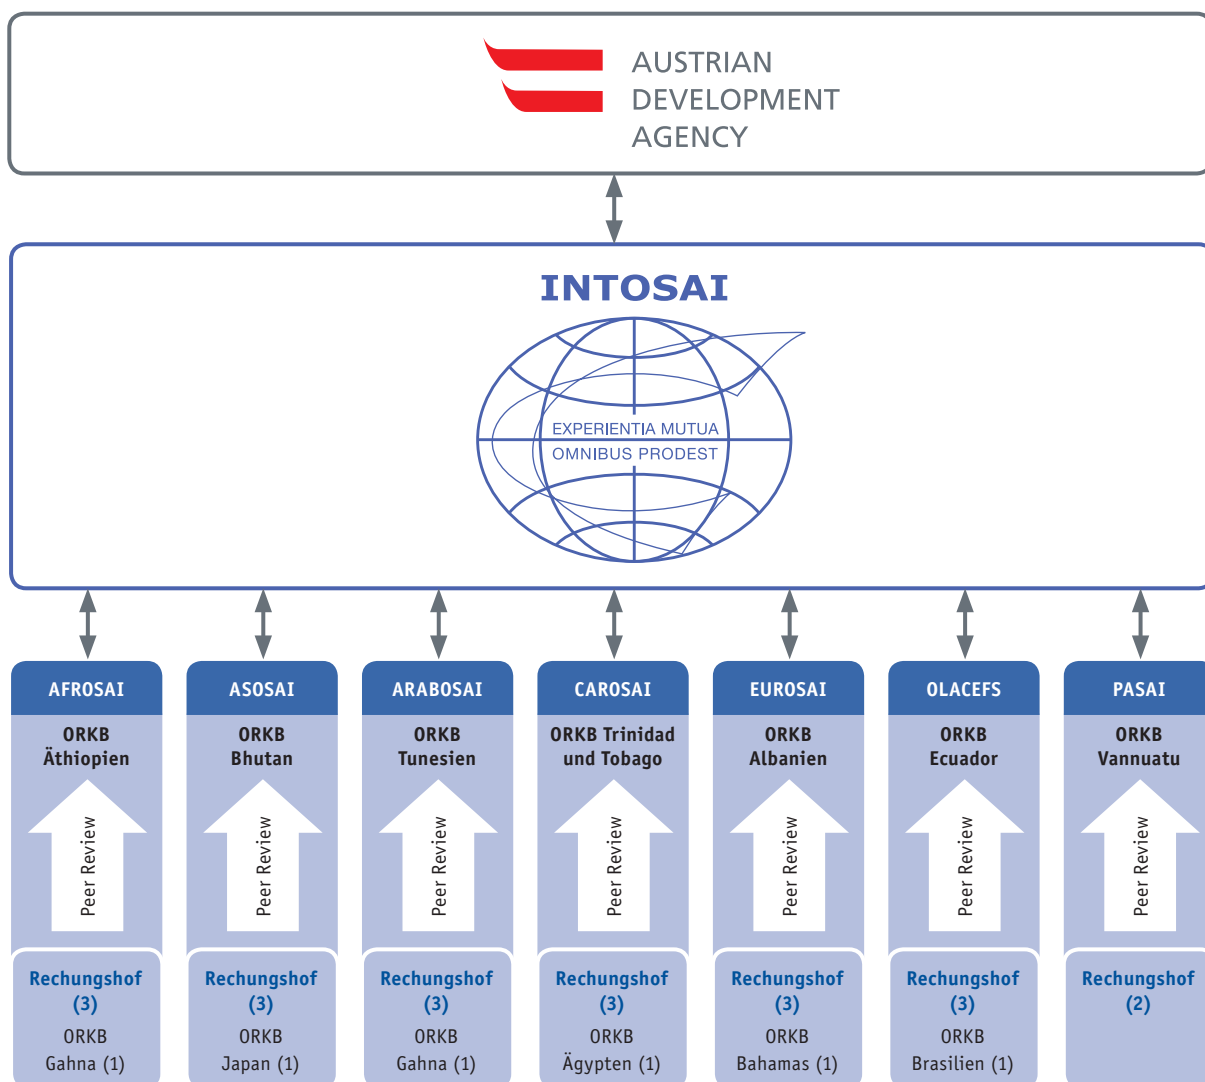 AUSTRIAN
DEVELOPMENT
AGENCY
INTOSAI
EXPERIENTIA MUTUA
OMNIBUS PRODEST
AFROSAI
ORKB
Äthiopien
Peer Review
Rechungshof
(3)
ORKB
Gahna (1)
ASOSAI
ORKB
Bhutan
Peer Review
Rechungshof
(3)
ORKB
Japan (1)
ARABOSAI
ORKB
Tunesien
Peer Review
Rechungshof
(3)
ORKB
Gahna (1)
CAROSAI
ORKB Trinidad
und Tobago
Peer Review
Rechungshof
(3)
ORKB
Ägypten (1)
EUROSAI
ORKB
Albanien
Peer Review
Rechungshof
(3)
ORKB
Bahamas (1)
OLACEFS
ORKB
Ecuador
Peer Review
Rechungshof
(3)
ORKB
Brasilien (1)
PASAI
ORKB
Vannuatu
Peer Review
Rechungshof
(2)